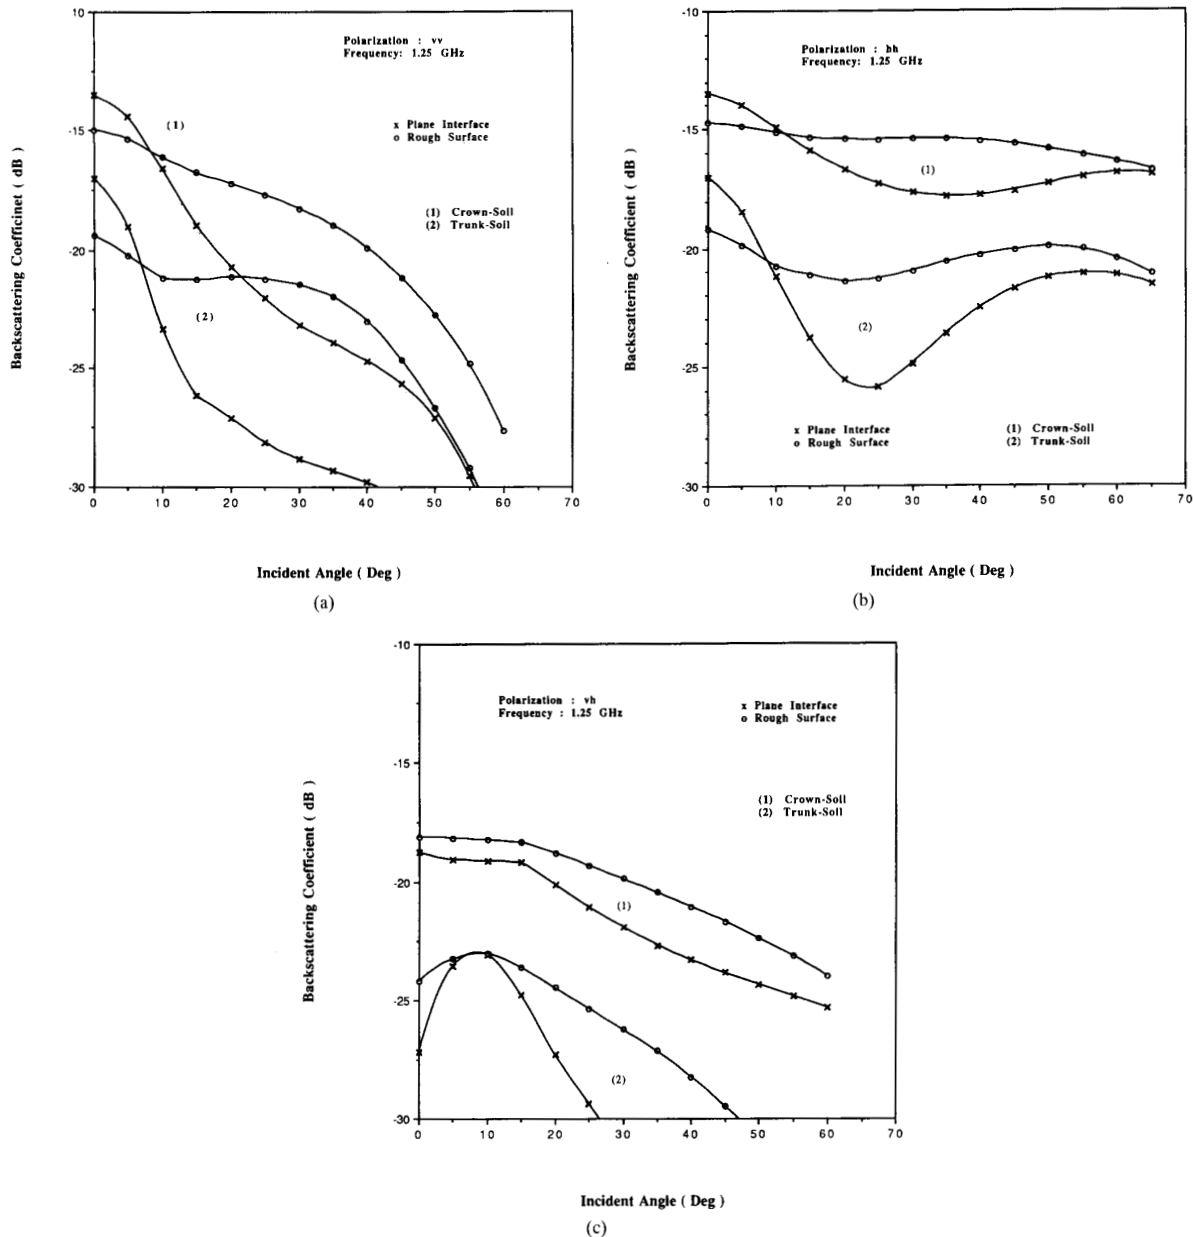 -10
-15
-20
-25
-30
0 10 20 30 40 50 60 70
Backscattering Coefficinet ( dB )
Polarization : vv
Frequency: 1.25 GHz
x Plane Interface
o Rough Surface
(1) Crown-Soil
(2) Trunk-Soil
(1)
(2)
Incident Angle ( Deg )
(a)
-10
-15
-20
-25
-30
0 10 20 30 40 50 60 70
Backscattering Coefficient ( dB )
Polarization : hh
Frequency: 1.25 GHz
(1)
(2)
x Plane Interface
o Rough Surface
(1) Crown-Soil
(2) Trunk-Soil
Incident Angle ( Deg )
(b)
-10
-15
-20
-25
-30
0 10 20 30 40 50 60 70
Backscattering Coefficient ( dB )
Polarization : vh
Frequency : 1.25 GHz
x Plane Interface
o Rough Surface
(1) Crown-Soil
(2) Trunk-Soil
(1)
(2)
Incident Angle ( Deg )
(c)